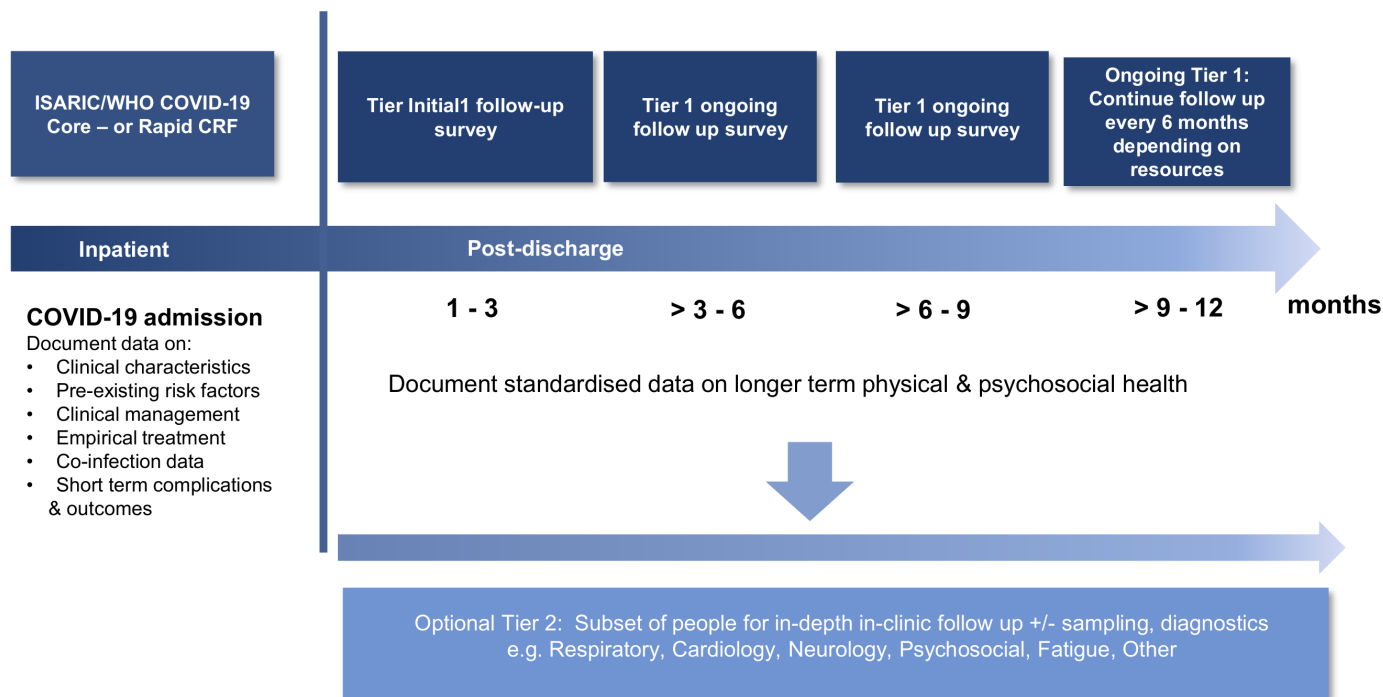 ISARIC/WHO COVID-19
Core – or Rapid CRF
Tier Initial1 follow-up
survey
Tier 1 ongoing
follow up survey
Tier 1 ongoing
follow up survey
Ongoing Tier 1:
Continue follow up
every 6 months
depending on
resources
Inpatient
Post-discharge
1 - 3
> 3 - 6
> 6 - 9
> 9 - 12
months
COVID-19 admission
Document data on:
• Clinical characteristics
• Pre-existing risk factors
• Clinical management
• Empirical treatment
• Co-infection data
• Short term complications
& outcomes
Document standardised data on longer term physical & psychosocial health
Optional Tier 2: Subset of people for in-depth in-clinic follow up +/- sampling, diagnostics
e.g. Respiratory, Cardiology, Neurology, Psychosocial, Fatigue, Other